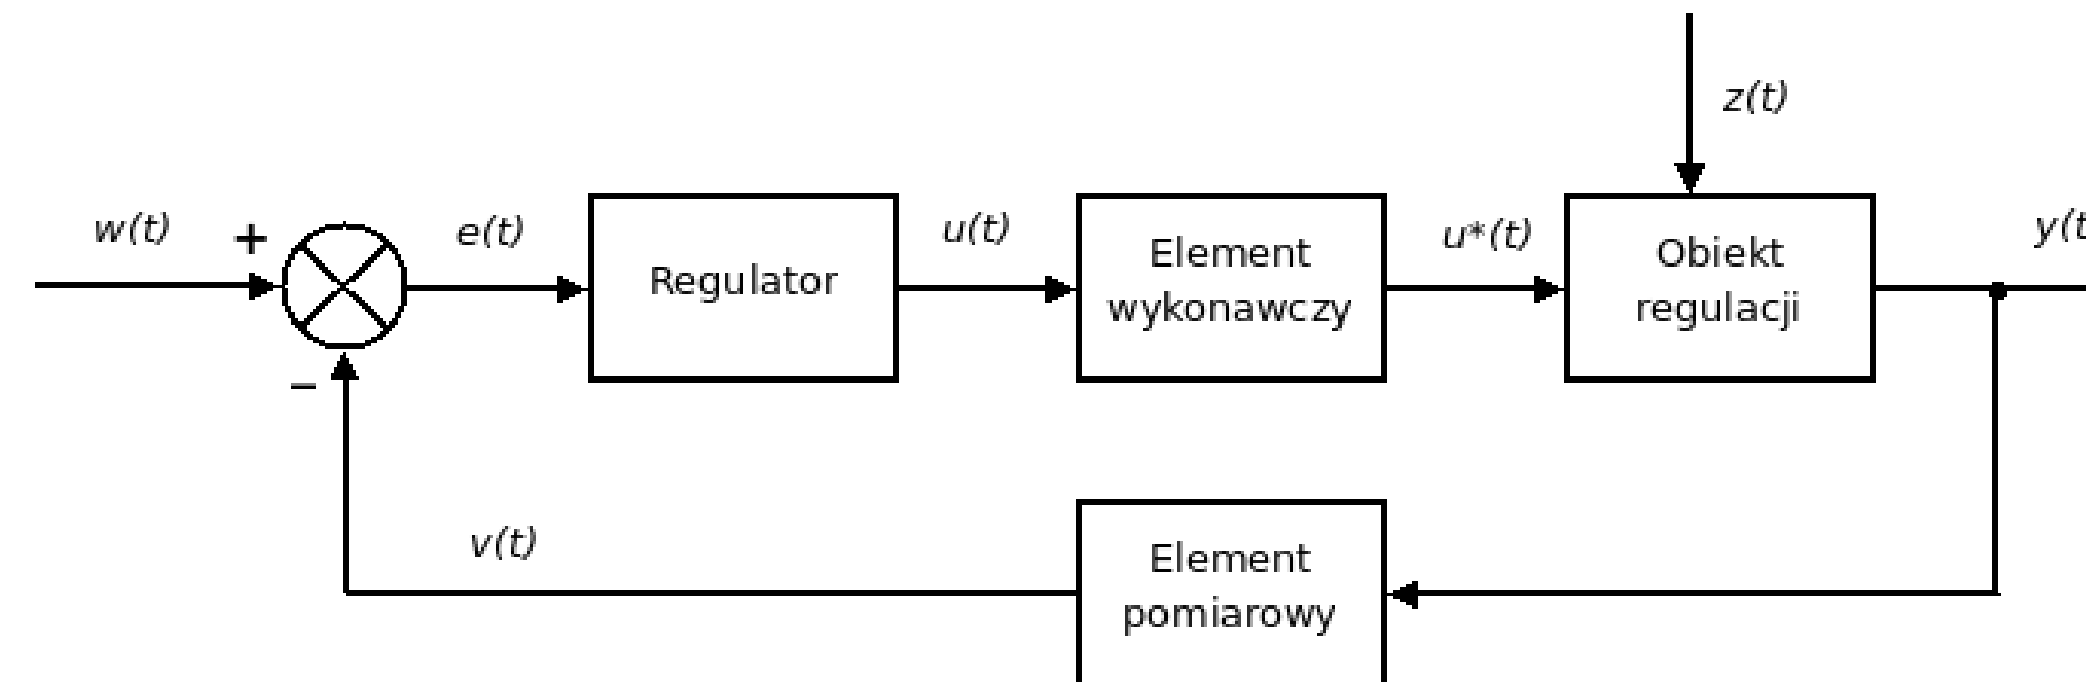 z(t)
w(t)
+
e(t)
u(t)
u*(t)
y(t
Regulator
Element
wykonawczy
Obiekt
regulacji
–
v(t)
Element
pomiarowy